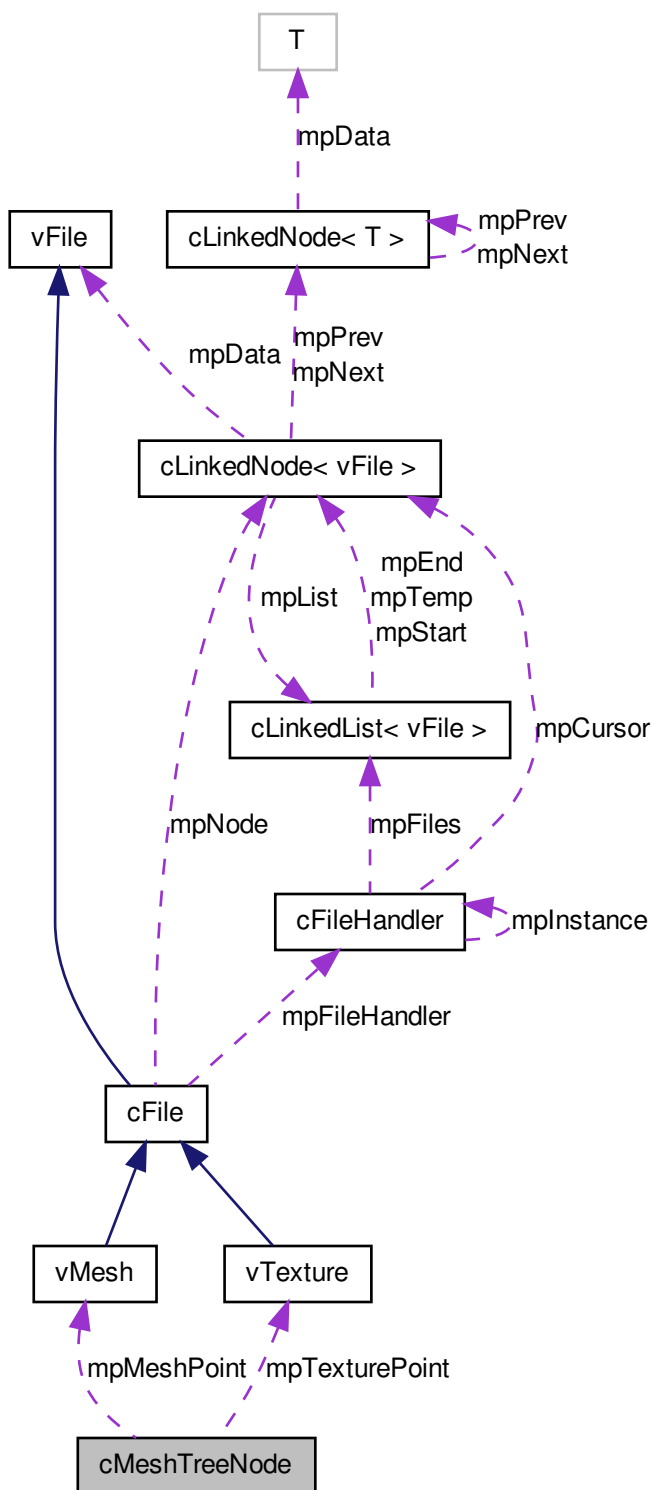 T
mpData
vFile
cLinkedNode< T >
mpPrev
mpNext
mpData
mpPrev
mpNext
cLinkedNode< vFile >
mpList
mpEnd
mpTemp
mpStart
cLinkedList< vFile >
mpCursor
mpNode
mpFiles
cFileHandler
mpInstance
mpFileHandler
cFile
vMesh
vTexture
mpMeshPoint
mpTexturePoint
cMeshTreeNode